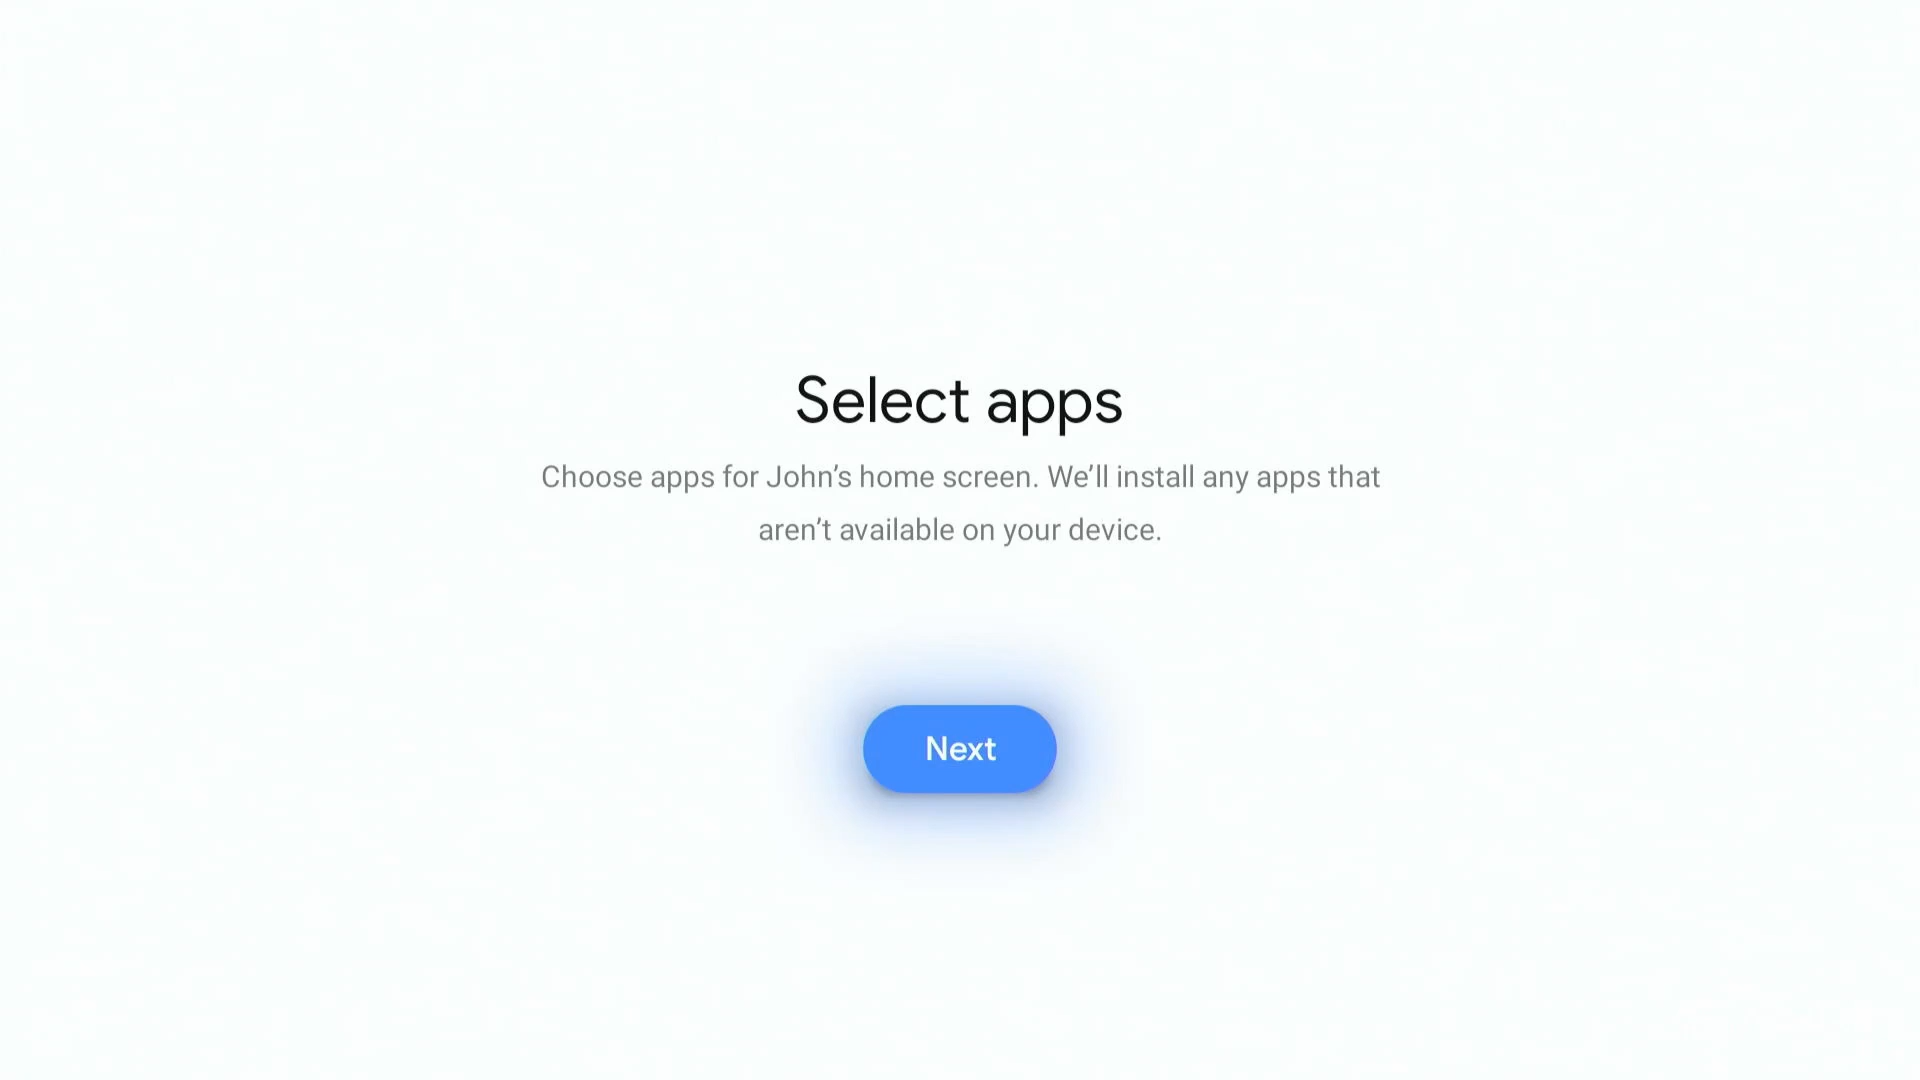 Select apps
Choose apps for John’s home screen. We’ll install any apps that
aren’t available on your device.
Next